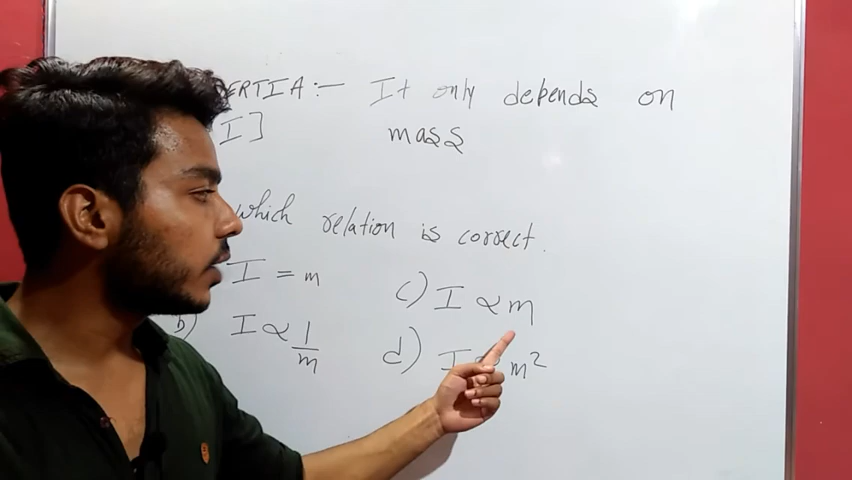 ERTIA :- It only depends on
I] mass
which relation is correct.
I = m c) I ∝ m
b) I ∝ 1/m d) I ∝ m²